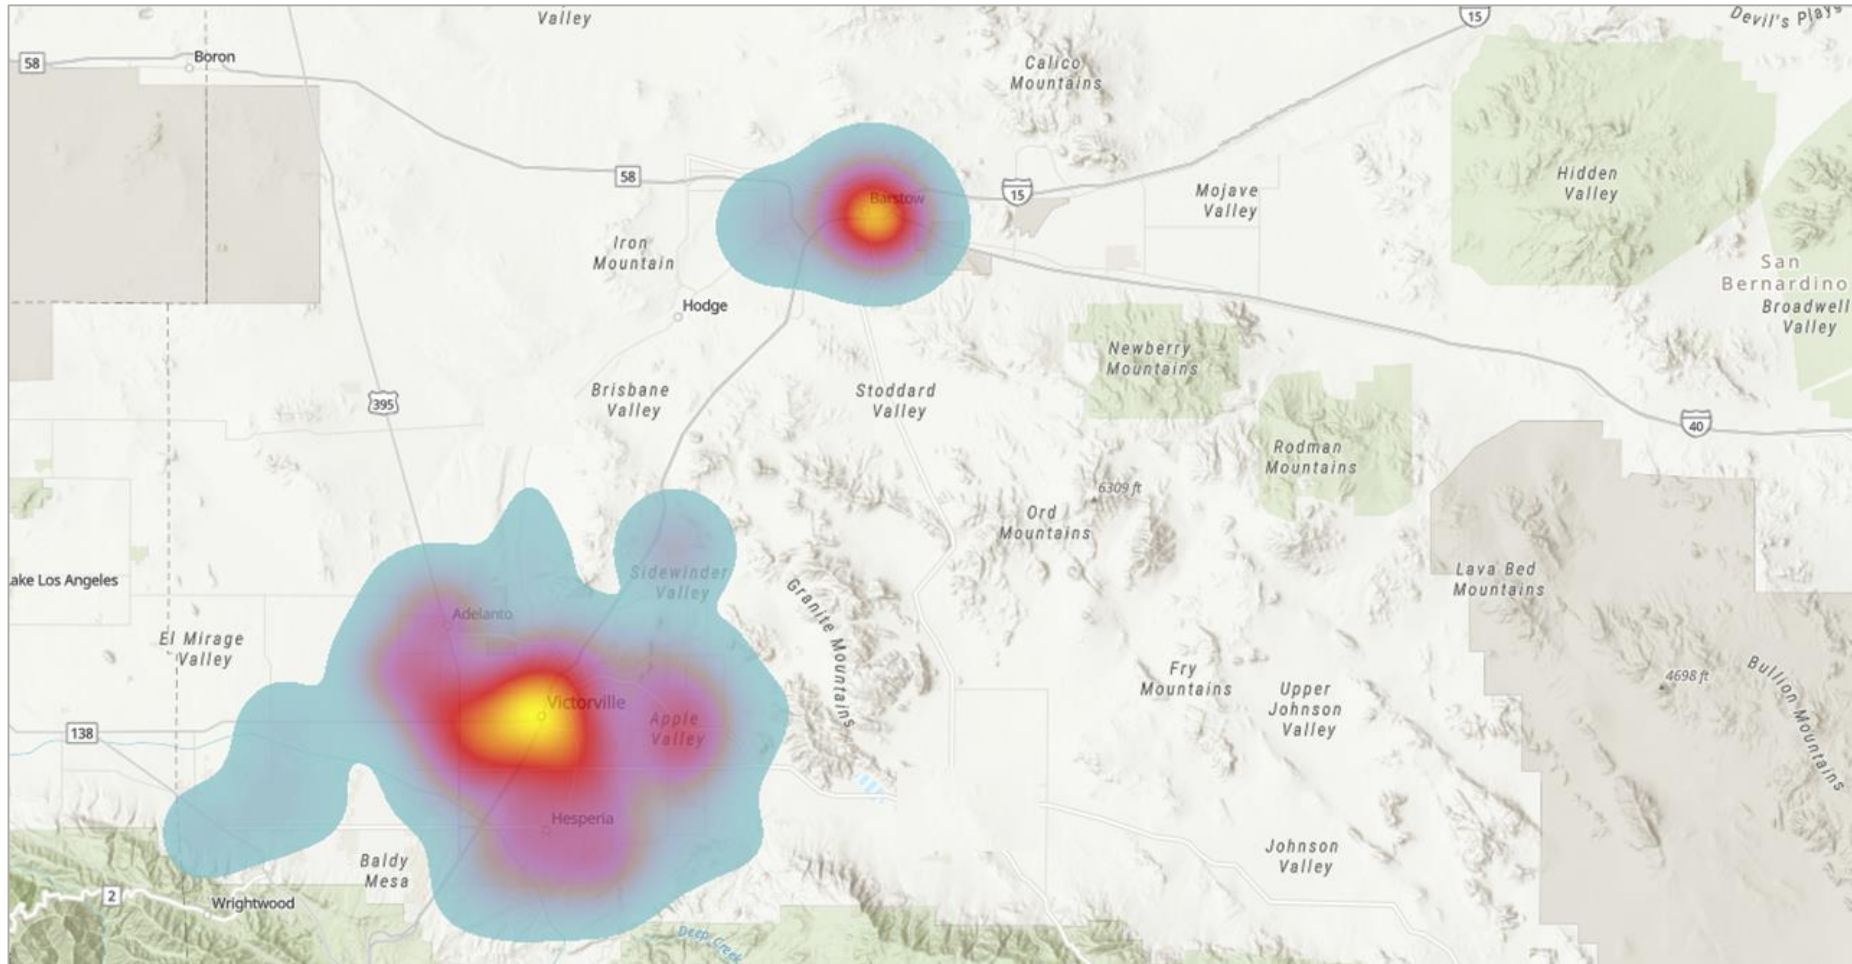 Valley
15
Devil's Playg
58
Boron
Calico
Mountains
58
Hidden
Valley
Barstow
15
Mojave
Valley
Iron
Mountain
San
Bernardino
Hodge
Broadwell
Valley
Newberry
Mountains
Brisbane
Valley
Stoddard
Valley
395
40
Rodman
Mountains
6309 ft
Ord
Mountains
ake Los Angeles
Sidewinder
Valley
Lava Bed
Mountains
Granite Mountains
Adelanto
El Mirage
Valley
Fry
Mountains
4698 ft
Bullion Mountains
Upper
Johnson
Valley
Victorville
Apple
Valley
138
Hesperia
Johnson
Valley
Baldy
Mesa
2
Wrightwood
Deep Creek